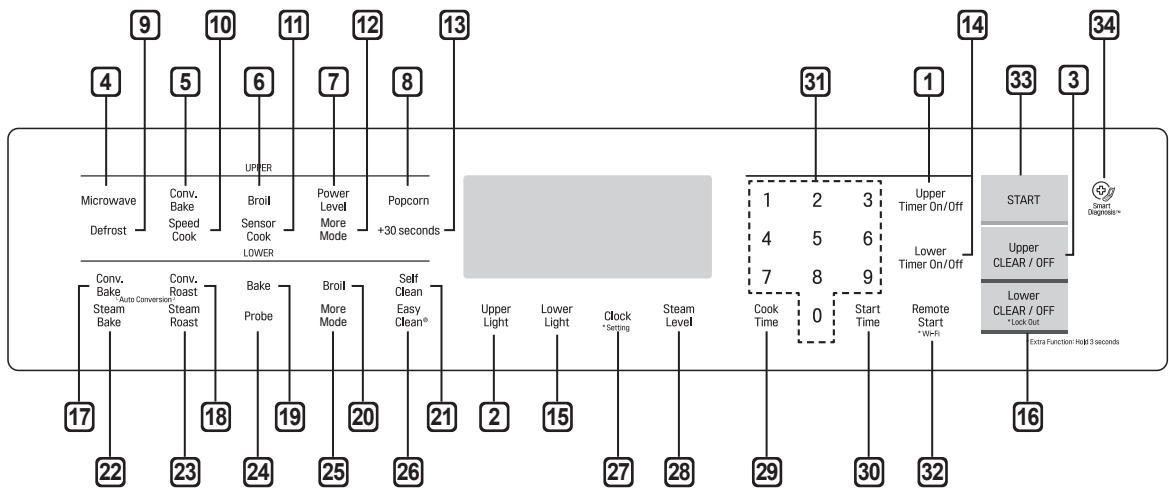 9
10
11
12
13
14
34
4
5
6
7
8
31
1
33
3
UPPER
Microwave
Conv.
Bake
Broil
Power
Level
Popcorn
Defrost
Speed
Cook
Sensor
Cook
More
Mode
+30 seconds
LOWER
Conv.
Bake
Conv.
Roast
Bake
Broil
Self
Clean
Auto Conversion
Steam
Bake
Steam
Roast
Probe
More
Mode
Easy
Clean®
Upper
Light
Lower
Light
Clock
*Setting
Steam
Level
1 2 3
4 5 6
7 8 9
0
Cook
Time
Start
Time
Upper
Timer On/Off
Lower
Timer On/Off
Remote
Start
*Wi-Fi
START
Upper
CLEAR / OFF
Lower
CLEAR / OFF
*Lock Out
*Extra Function: Hold 3 seconds
Smart
Diagnosis™
17
18
19
20
21
2
15
16
22
23
24
25
26
27
28
29
30
32